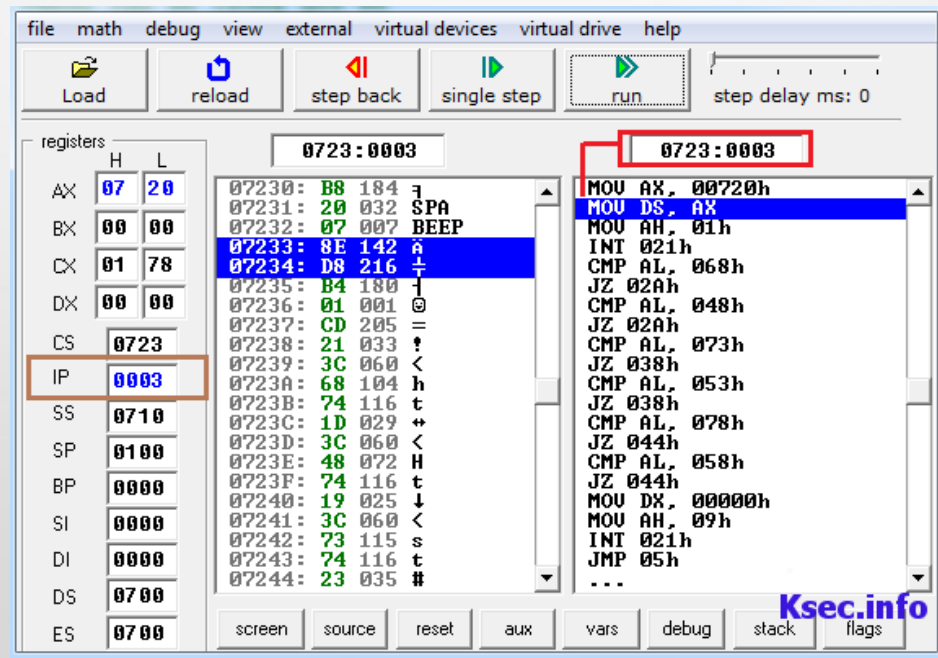 file math debug view external virtual devices virtual drive help
Load reload step back single step run step delay ms: 0
registers
H L
AX 07 20
BX 00 00
CX 01 78
DX 00 00
CS 0723
IP 0003
SS 0710
SP 0100
BP 0000
SI 0000
DI 0000
DS 0700
ES 0700
0723:0003
07230: B8 184 ╕
07231: 20 032 SPA
07232: 07 007 BEEP
07233: 8E 142 Ä
07234: D8 216 ╪
07235: B4 180 ┤
07236: 01 001 ☺
07237: CD 205 =
07238: 21 033 !
07239: 3C 060 <
0723A: 68 104 h
0723B: 74 116 t
0723C: 1D 029 ↔
0723D: 3C 060 <
0723E: 48 072 H
0723F: 74 116 t
07240: 19 025 ↓
07241: 3C 060 <
07242: 73 115 s
07243: 74 116 t
07244: 23 035 #
0723:0003
MOV AX, 00720h
MOV DS, AX
MOV AH, 01h
INT 021h
CMP AL, 068h
JZ 02Ah
CMP AL, 048h
JZ 02Ah
CMP AL, 073h
JZ 038h
CMP AL, 053h
JZ 038h
CMP AL, 078h
JZ 044h
CMP AL, 058h
JZ 044h
MOV DX, 00000h
MOV AH, 09h
INT 021h
JMP 05h
...
Ksec.info
screen source reset aux vars debug stack flags